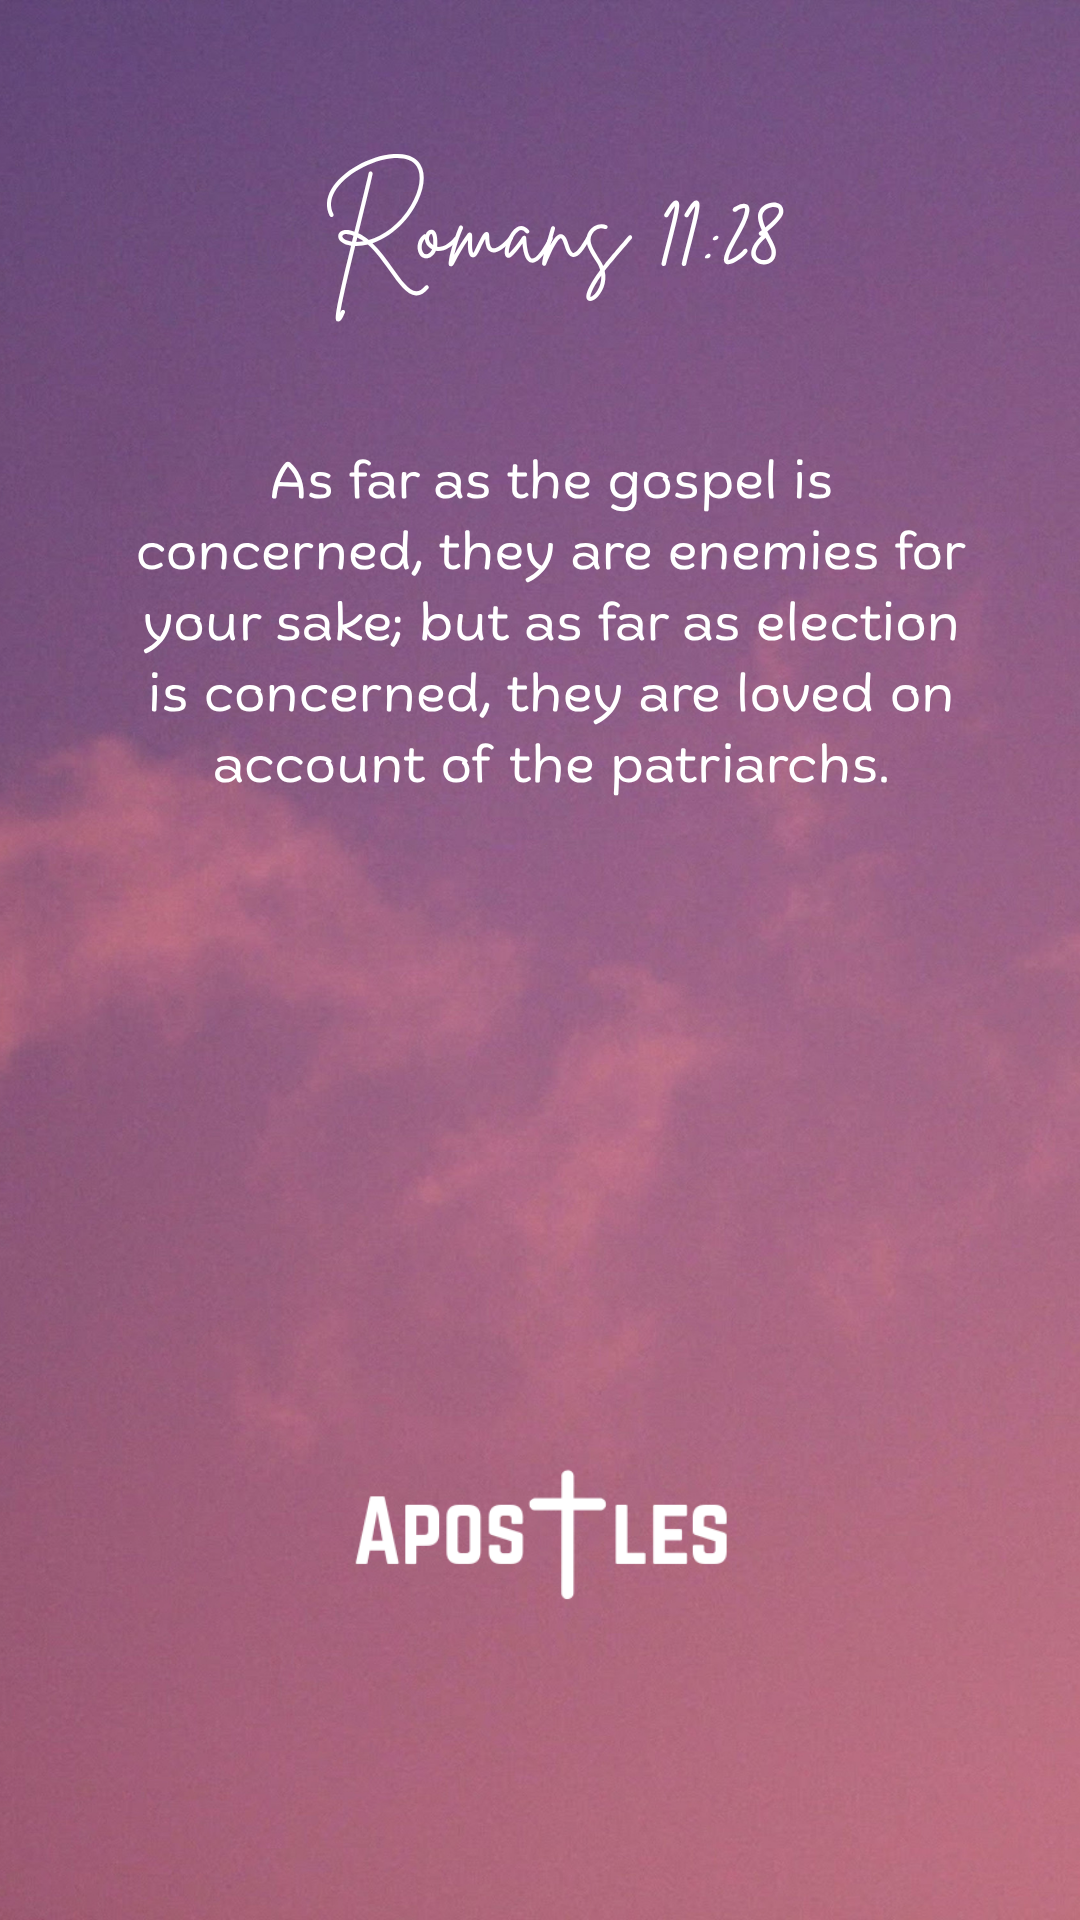 Romans 11:28
As far as the gospel is
concerned, they are enemies for
your sake; but as far as election
is concerned, they are loved on
account of the patriarchs.
APOSTLES